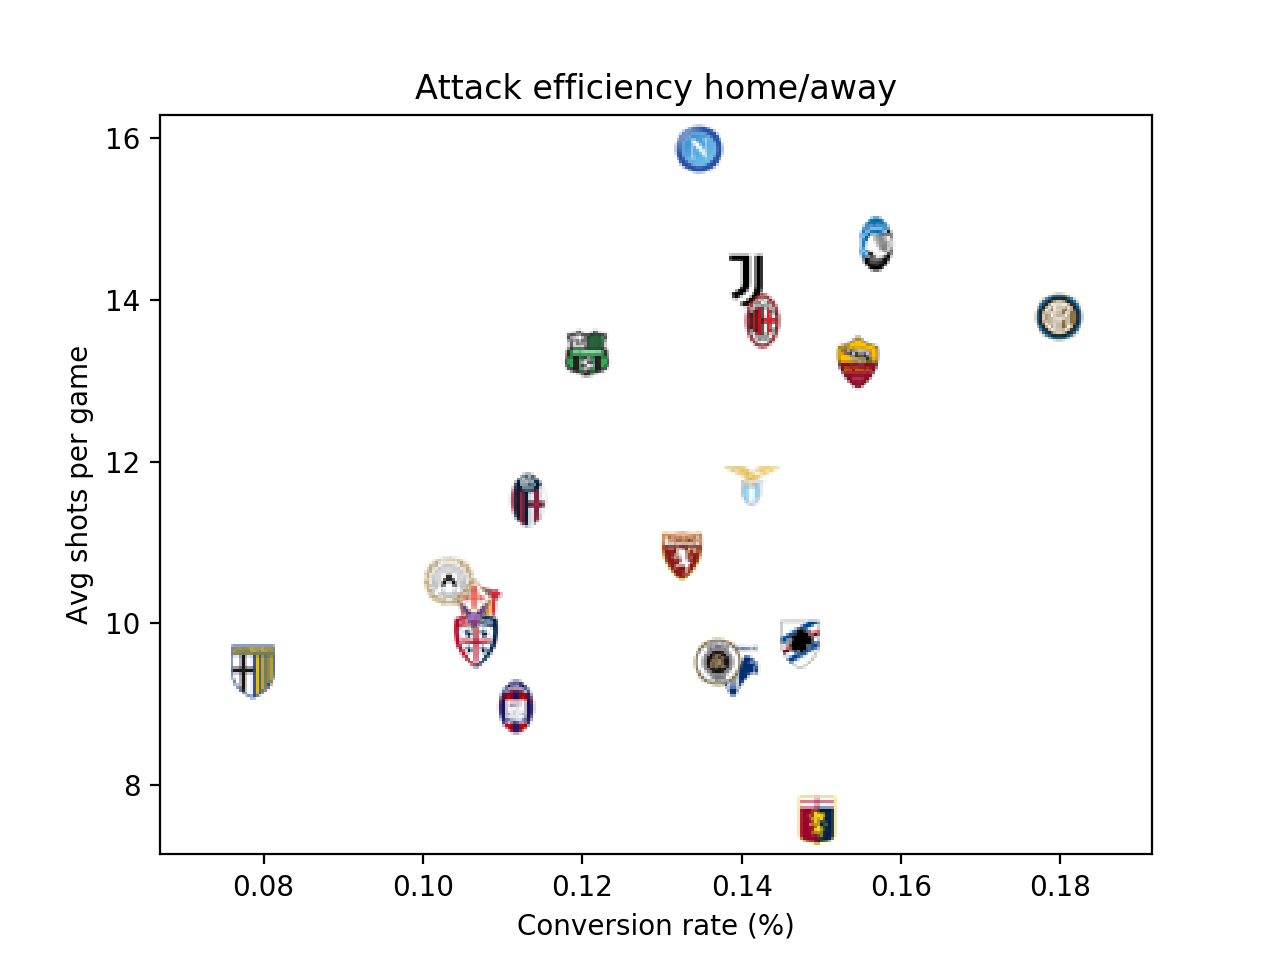 Attack efficiency home/away
16
14
12
10
8
Avg shots per game
N
0.08 0.10 0.12 0.14 0.16 0.18
Conversion rate (%)